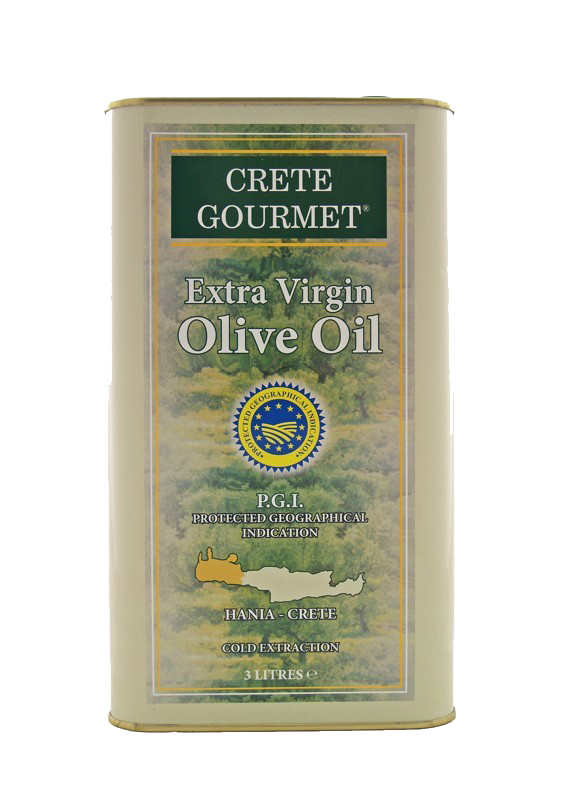 CRETE
GOURMET®
Extra Virgin
Olive Oil
PROTECTED GEOGRAPHICAL INDICATION
P.G.I.
PROTECTED GEOGRAPHICAL
INDICATION
HANIA - CRETE
COLD EXTRACTION
3 LITRES ℮